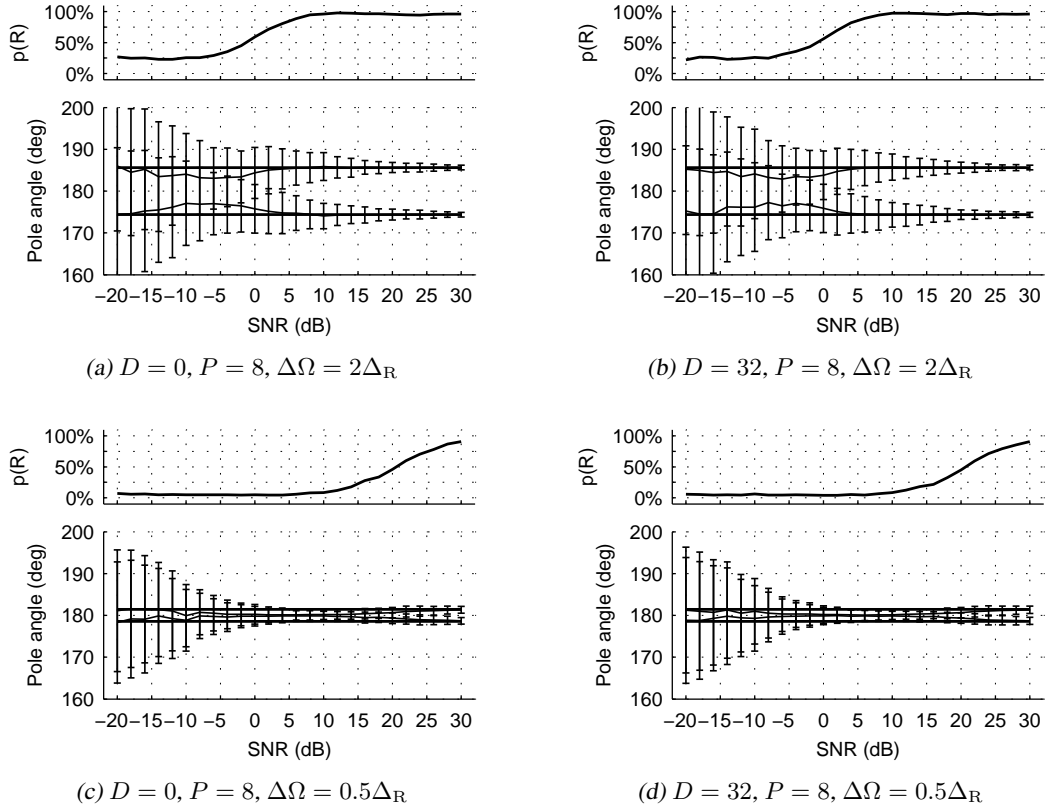 100%
50%
0%
p(R)
200
190
180
170
160
Pole angle (deg)
−20 −15 −10 −5 0 5 10 15 20 25 30
SNR (dB)
(a) D = 0, P = 8, ΔΩ = 2Δ_R
100%
50%
0%
p(R)
200
190
180
170
160
Pole angle (deg)
−20 −15 −10 −5 0 5 10 15 20 25 30
SNR (dB)
(b) D = 32, P = 8, ΔΩ = 2Δ_R
100%
50%
0%
p(R)
200
190
180
170
160
Pole angle (deg)
−20 −15 −10 −5 0 5 10 15 20 25 30
SNR (dB)
(c) D = 0, P = 8, ΔΩ = 0.5Δ_R
100%
50%
0%
p(R)
200
190
180
170
160
Pole angle (deg)
−20 −15 −10 −5 0 5 10 15 20 25 30
SNR (dB)
(d) D = 32, P = 8, ΔΩ = 0.5Δ_R